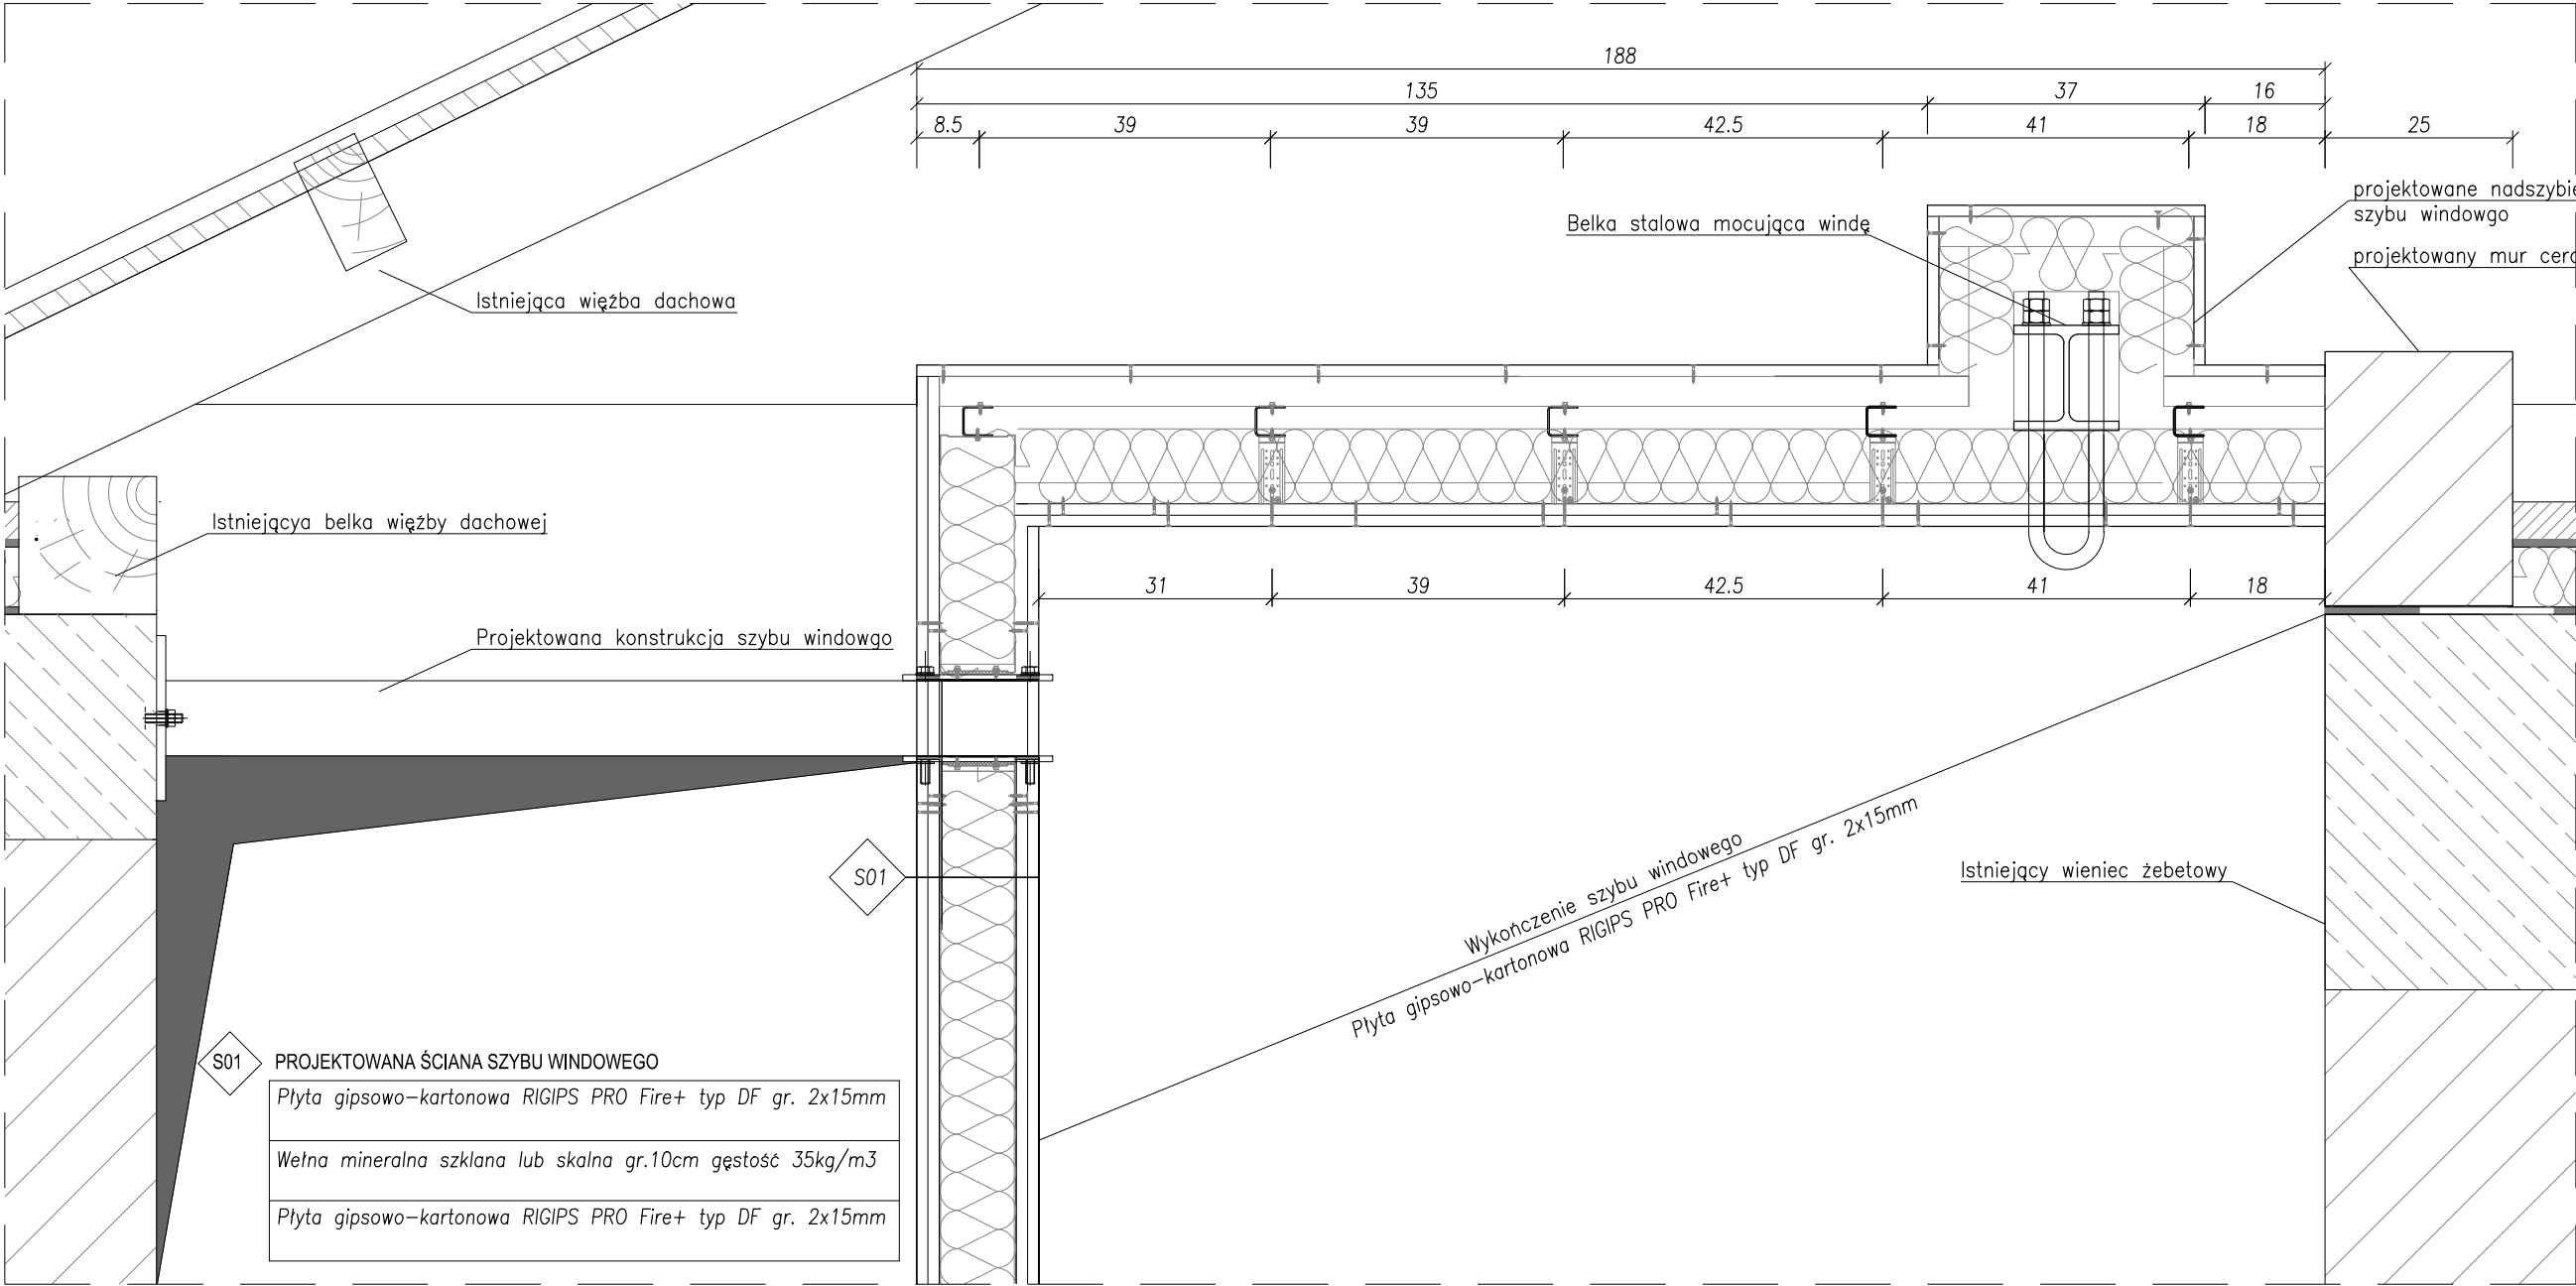 188
135 37 16
8.5 39 39 42.5 41 18 25
projektowane nadszybie
szybu windowgo
Belka stalowa mocująca windę
projektowany mur
Istniejąca więźba dachowa
Istniejącya belka więźby dachowej
31 39 42.5 41 18
Projektowana konstrukcja szybu windowgo
S01
Wykończenie szybu windowego
Płyta gipsowo-kartonowa RIGIPS PRO Fire+ typ DF gr. 2x15mm
Istniejący wieniec żebetowy
S01 PROJEKTOWANA ŚCIANA SZYBU WINDOWEGO
Płyta gipsowo-kartonowa RIGIPS PRO Fire+ typ DF gr. 2x15mm
Wełna mineralna szklana lub skalna gr.10cm gęstość 35kg/m3
Płyta gipsowo-kartonowa RIGIPS PRO Fire+ typ DF gr. 2x15mm